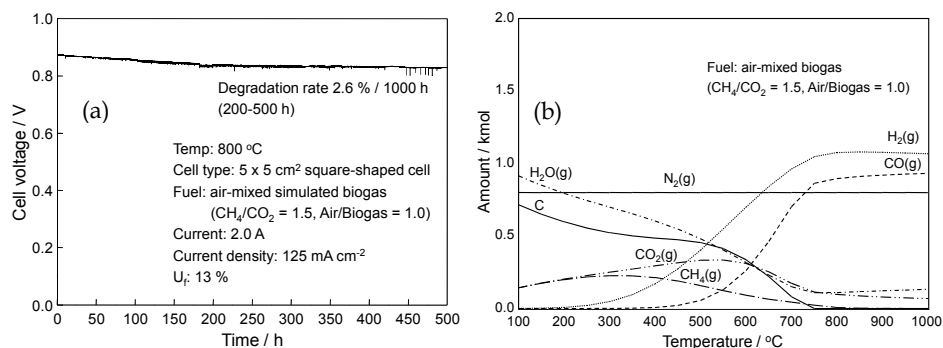 (a)
Cell voltage / V
1.0
0.8
0.6
0.4
0.2
0.0
Degradation rate 2.6 % / 1000 h
(200-500 h)
Temp: 800 °C
Cell type: 5 x 5 cm² square-shaped cell
Fuel: air-mixed simulated biogas
(CH₄/CO₂ = 1.5, Air/Biogas = 1.0)
Current: 2.0 A
Current density: 125 mA cm⁻²
Uf: 13 %
0 50 100 150 200 250 300 350 400 450 500
Time / h
(b)
Amount / kmol
2.0
1.5
1.0
0.5
0.0
Fuel: air-mixed biogas
(CH₄/CO₂ = 1.5, Air/Biogas = 1.0)
H₂(g)
CO(g)
H₂O(g)
N₂(g)
C
CO₂(g)
CH₄(g)
100 200 300 400 500 600 700 800 900 1000
Temperature / °C